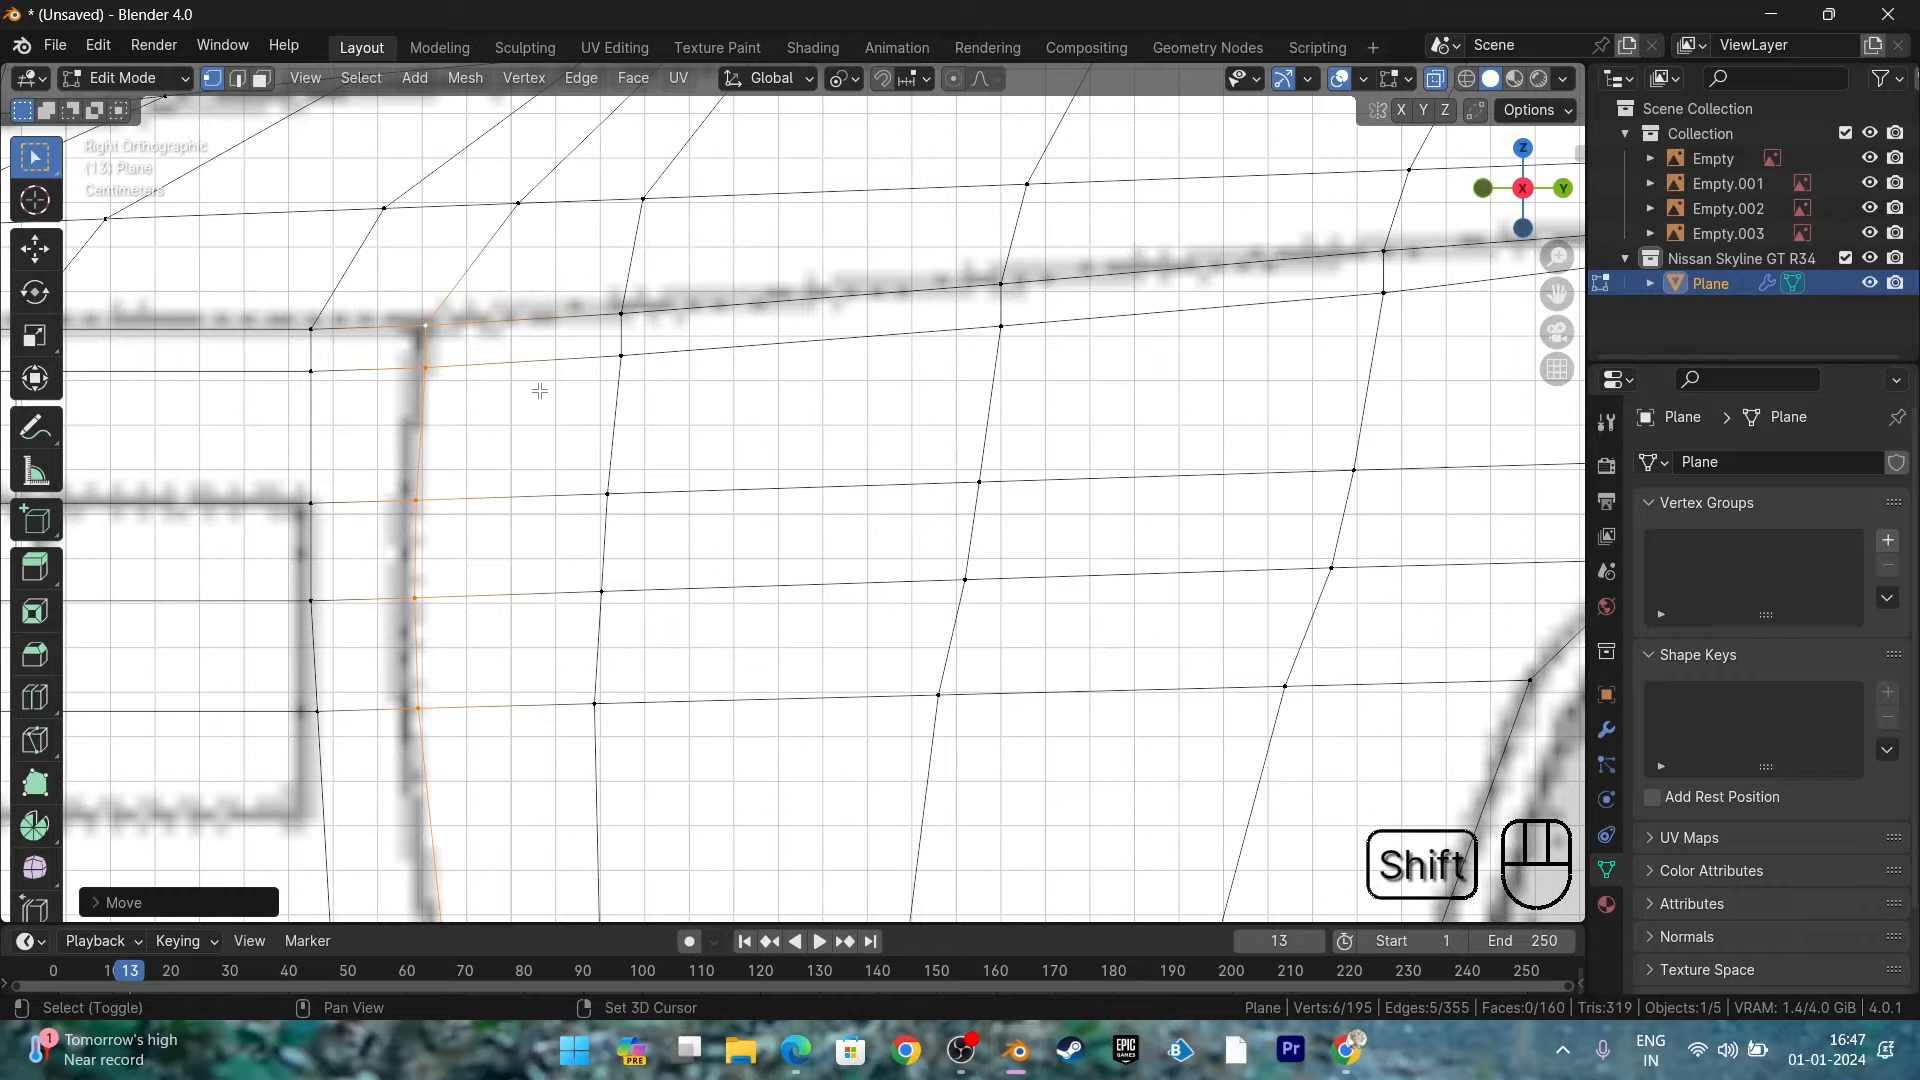 * (Unsaved) - Blender 4.0
File Edit Render Window Help
Layout Modeling Sculpting UV Editing Texture Paint Shading Animation Rendering Compositing Geometry Nodes Scripting +
Scene
ViewLayer
Edit Mode
View Select Add Mesh Vertex Edge Face UV
Global
X Y Z
Options
Right Orthographic
(13) Plane
Centimeters
Z
X
Y
Scene Collection
Collection
Empty
Empty.001
Empty.002
Empty.003
Nissan Skyline GT R34
Plane
Plane > Plane
Plane
Vertex Groups
Shape Keys
Add Rest Position
UV Maps
Color Attributes
Attributes
Normals
Texture Space
Shift
> Move
Playback Keying View Marker
13
Start 1
End 250
0 13 20 30 40 50 60 70 80 90 100 110 120 130 140 150 160 170 180 190 200 210 220 230 240 250
Select (Toggle)
Pan View
Set 3D Cursor
Plane | Verts:6/195 | Edges:5/355 | Faces:0/160 | Tris:319 | Objects:1/5 | VRAM: 1.4/4.0 GiB | 4.0.1
1
Tomorrow's high
Near record
PRE
EPIC
GAMES
B
Pr
ENG
IN
16:47
01-01-2024